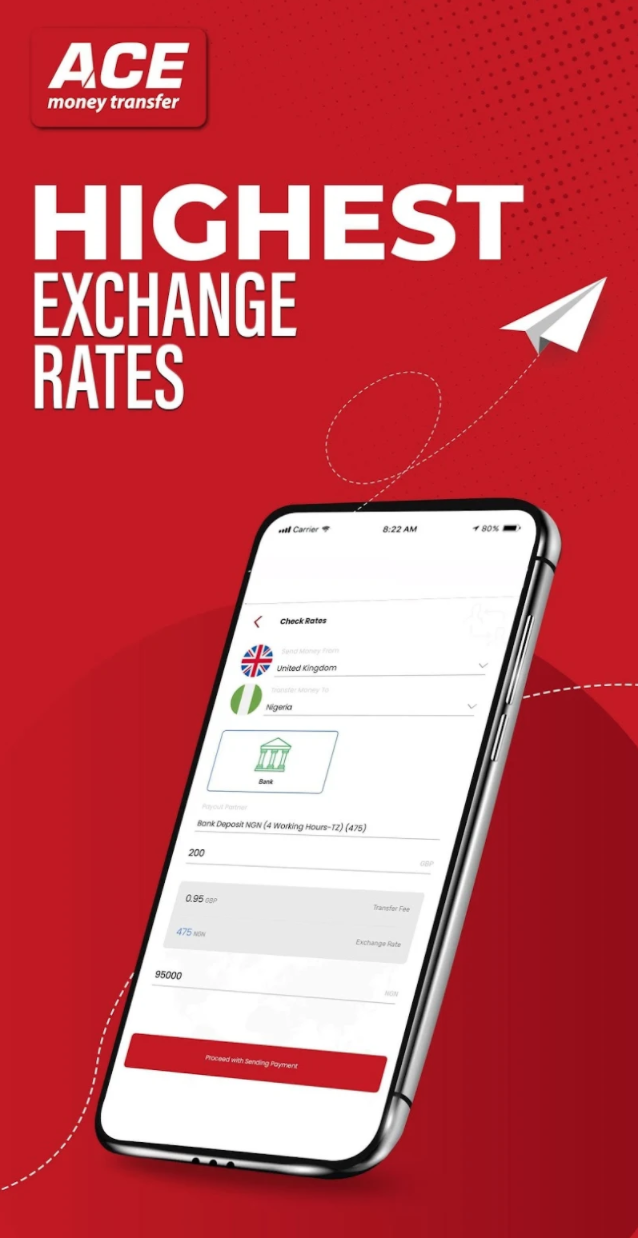 ACE
money transfer
HIGHEST
EXCHANGE
RATES
Carrier 8:22 AM 80%
Check Rates
Send Money From
United Kingdom
Transfer Money To
Nigeria
Bank
Payout Partner
Bank Deposit NGN (4 Working Hours-TZ) (475)
200 GBP
0.95 GBP Transfer Fee
475 NGN Exchange Rate
95000 NGN
Proceed with Sending Payment